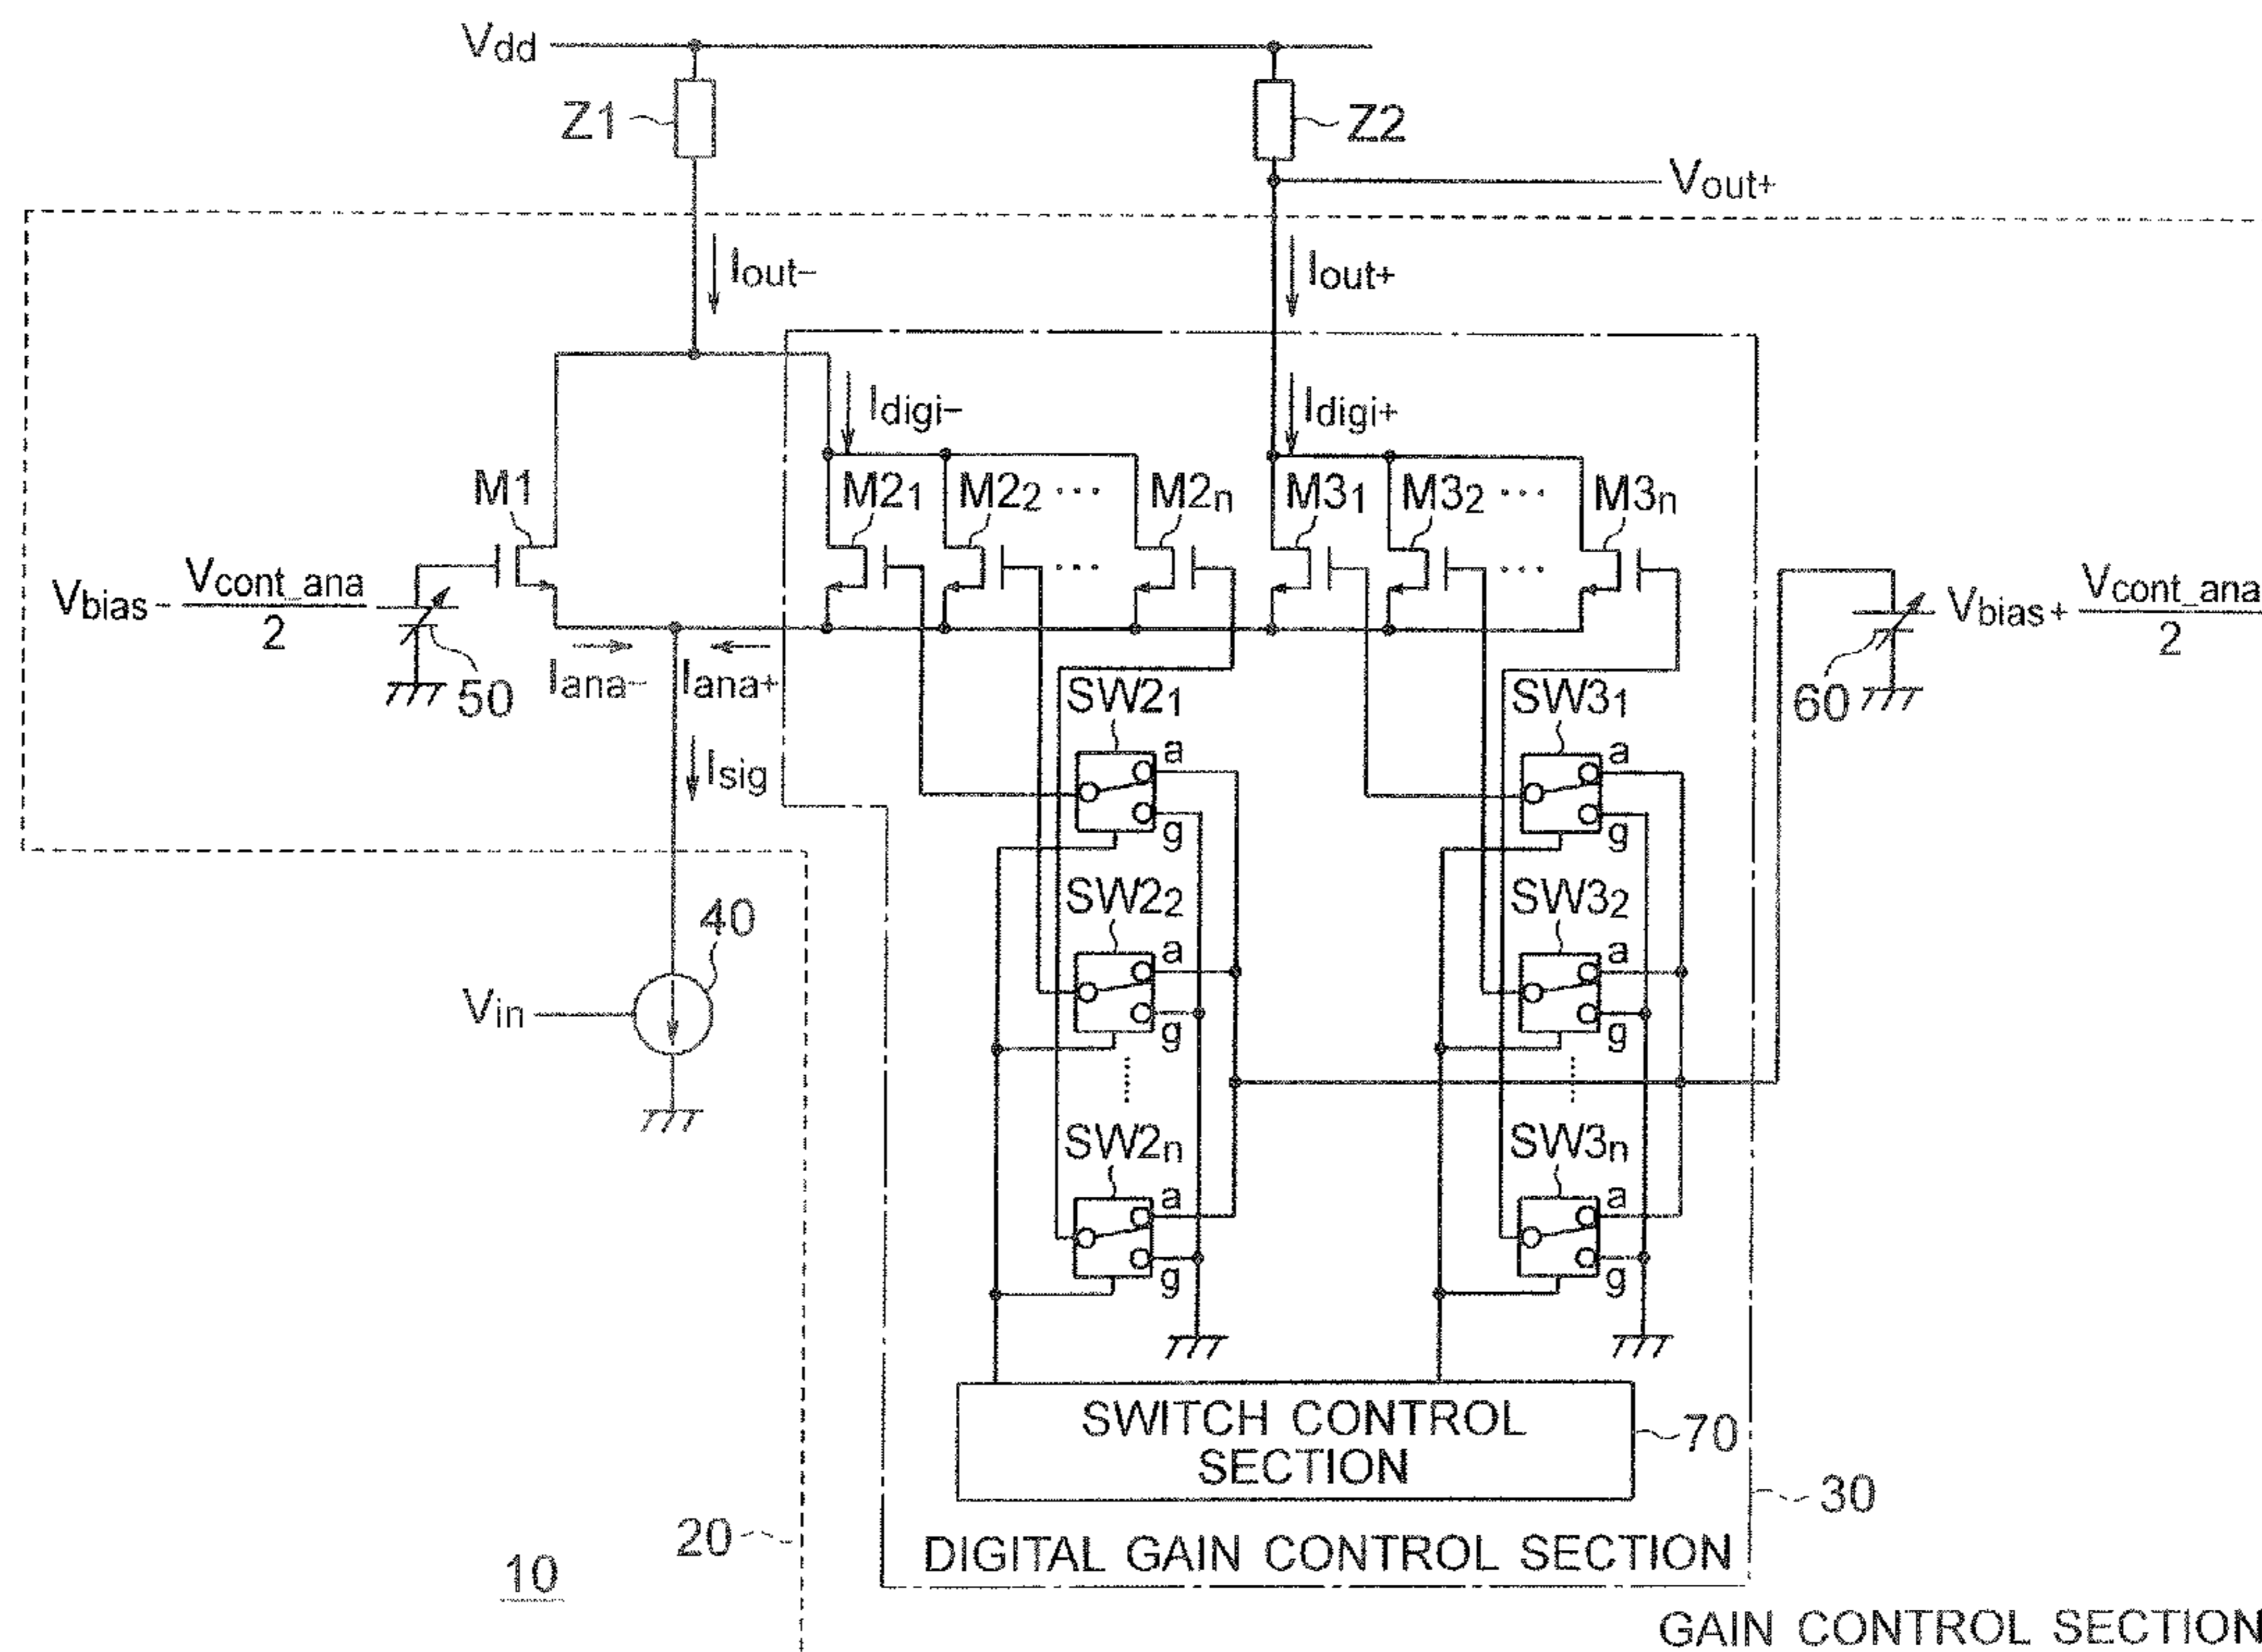 Vdd
Z1
Z2
Vout+
Iout-
Iout+
Idigi-
Idigi+
M1
M21
M22
...
M2n
M31
M32
...
M3n
...
...
Vbias - Vcont_ana
2
50
Iana-
Iana+
Isig
Vbias + Vcont_ana
2
60
SW21
a
g
SW31
a
g
SW22
a
g
SW32
a
g
40
Vin
SW2n
a
g
SW3n
a
g
SWITCH CONTROL
SECTION
70
30
20
DIGITAL GAIN CONTROL SECTION
10
GAIN CONTROL SECTION